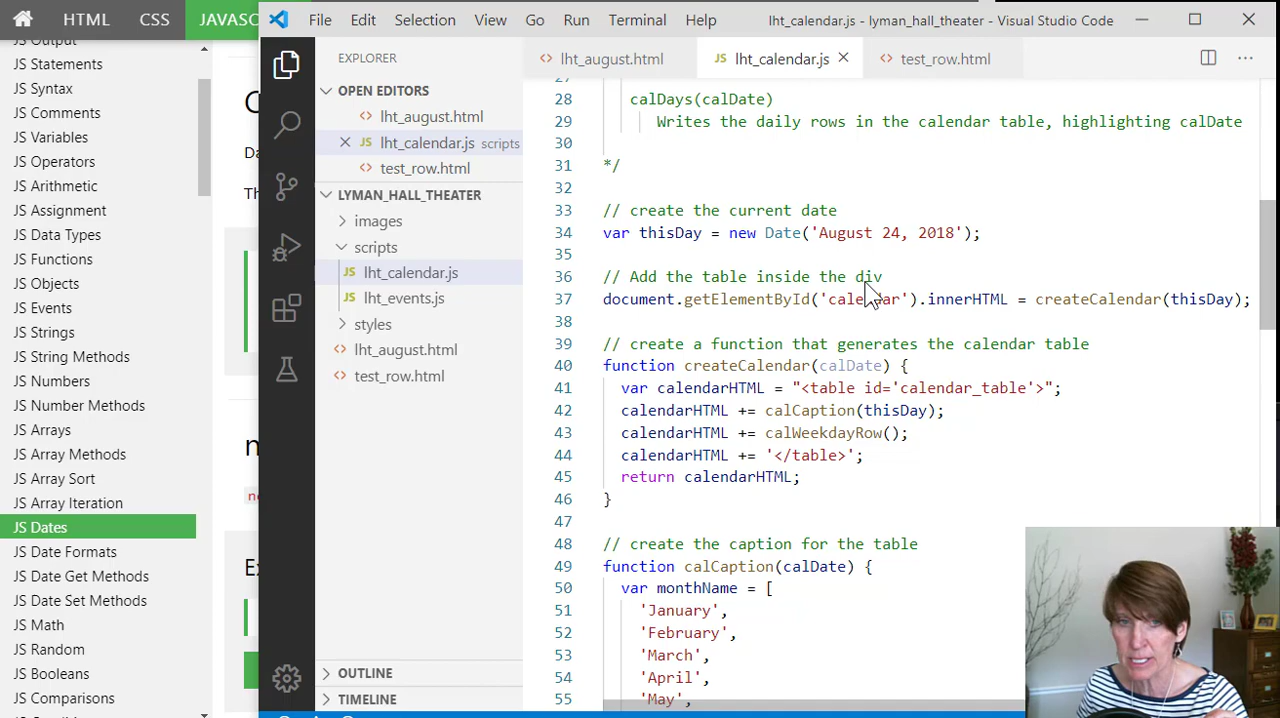 HTML
CSS
JAVASC
JS Output
JS Statements
JS Syntax
JS Comments
JS Variables
JS Operators
JS Arithmetic
JS Assignment
JS Data Types
JS Functions
JS Objects
JS Events
JS Strings
JS String Methods
JS Numbers
JS Number Methods
JS Arrays
JS Array Methods
JS Array Sort
JS Array Iteration
JS Dates
JS Date Formats
JS Date Get Methods
JS Date Set Methods
JS Math
JS Random
JS Booleans
JS Comparisons
File Edit Selection View Go Run Terminal Help
lht_calendar.js - lyman_hall_theater - Visual Studio Code
EXPLORER
OPEN EDITORS
<> lht_august.html
× JS lht_calendar.js scripts
<> test_row.html
LYMAN_HALL_THEATER
images
scripts
JS lht_calendar.js
JS lht_events.js
styles
<> lht_august.html
<> test_row.html
OUTLINE
TIMELINE
<> lht_august.html
JS lht_calendar.js ×
<> test_row.html
27
28 calDays(calDate)
29 Writes the daily rows in the calendar table, highlighting calDate
30
31 */
32
33 // create the current date
34 var thisDay = new Date('August 24, 2018');
35
36 // Add the table inside the div
37 document.getElementById('calendar').innerHTML = createCalendar(thisDay);
38
39 // create a function that generates the calendar table
40 function createCalendar(calDate) {
41 var calendarHTML = "<table id='calendar_table'>";
42 calendarHTML += calCaption(thisDay);
43 calendarHTML += calWeekdayRow();
44 calendarHTML += '</table>';
45 return calendarHTML;
46 }
47
48 // create the caption for the table
49 function calCaption(calDate) {
50 var monthName = [
51 'January',
52 'February',
53 'March',
54 'April',
55 'May',